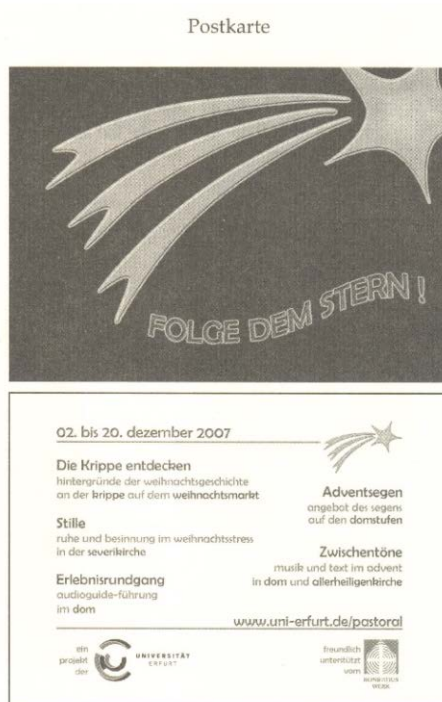 Postkarte
FOLGE DEM STERN!
02. bis 20. dezember 2007
Die Krippe entdecken
hintergründe der weihnachtsgeschichte
an der krippe auf dem weihnachtsmarkt
Stille
ruhe und besinnung im weihnachtsstress
in der severikirche
Erlebnisrundgang
audioguide-führung
im dom
Adventsegen
angebot des segens
auf den domstufen
Zwischentöne
musik und text im advent
in dom und allerheiligenkirche
www.uni-erfurt.de/pastoral
ein
projekt
der
UNIVERSITÄT
ERFURT
freundlich
unterstützt
vom
BONIFATIUS
WERK